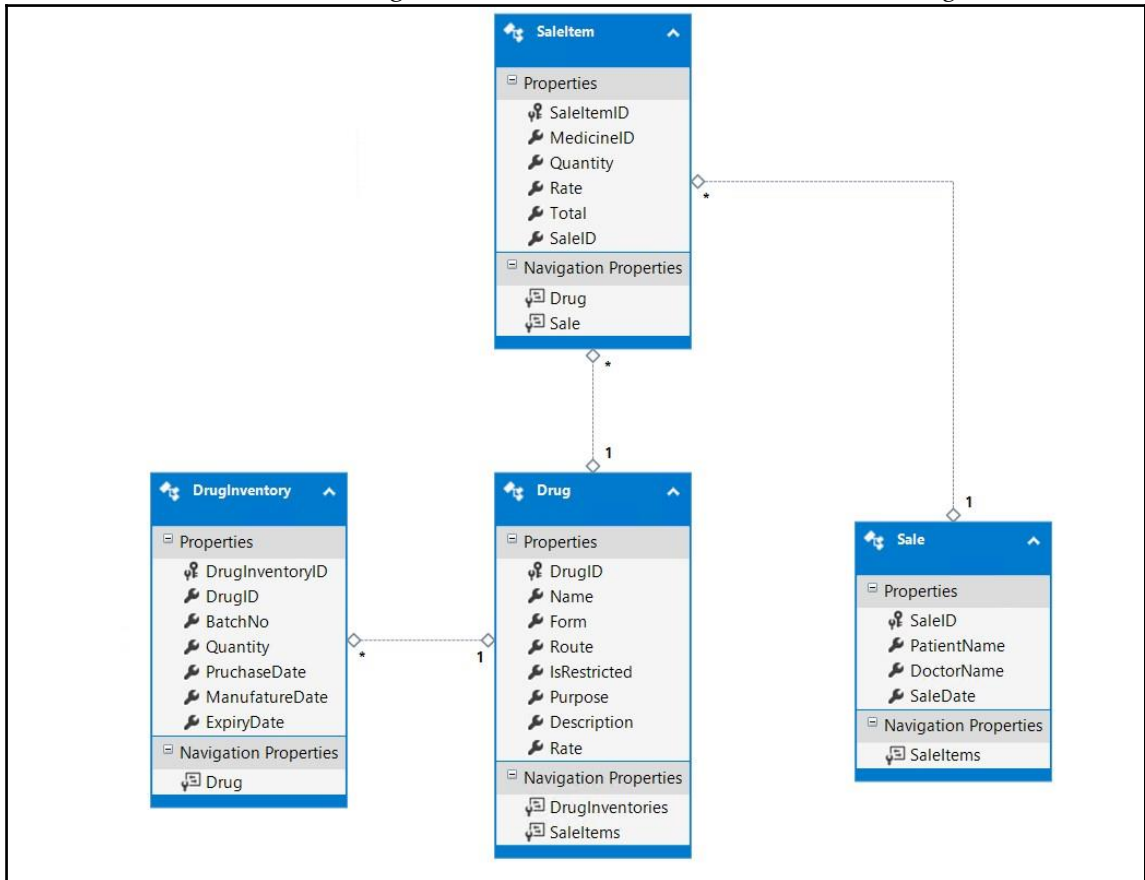 SaleItem
Properties
SaleItemID
MedicineID
Quantity
Rate
Total
SaleID
Navigation Properties
Drug
Sale
*
*
1
1
DrugInventory
Properties
DrugInventoryID
DrugID
BatchNo
Quantity
PruchaseDate
ManufatureDate
ExpiryDate
Navigation Properties
Drug
*
1
Drug
Properties
DrugID
Name
Form
Route
IsRestricted
Purpose
Description
Rate
Navigation Properties
DrugInventories
SaleItems
Sale
Properties
SaleID
PatientName
DoctorName
SaleDate
Navigation Properties
SaleItems